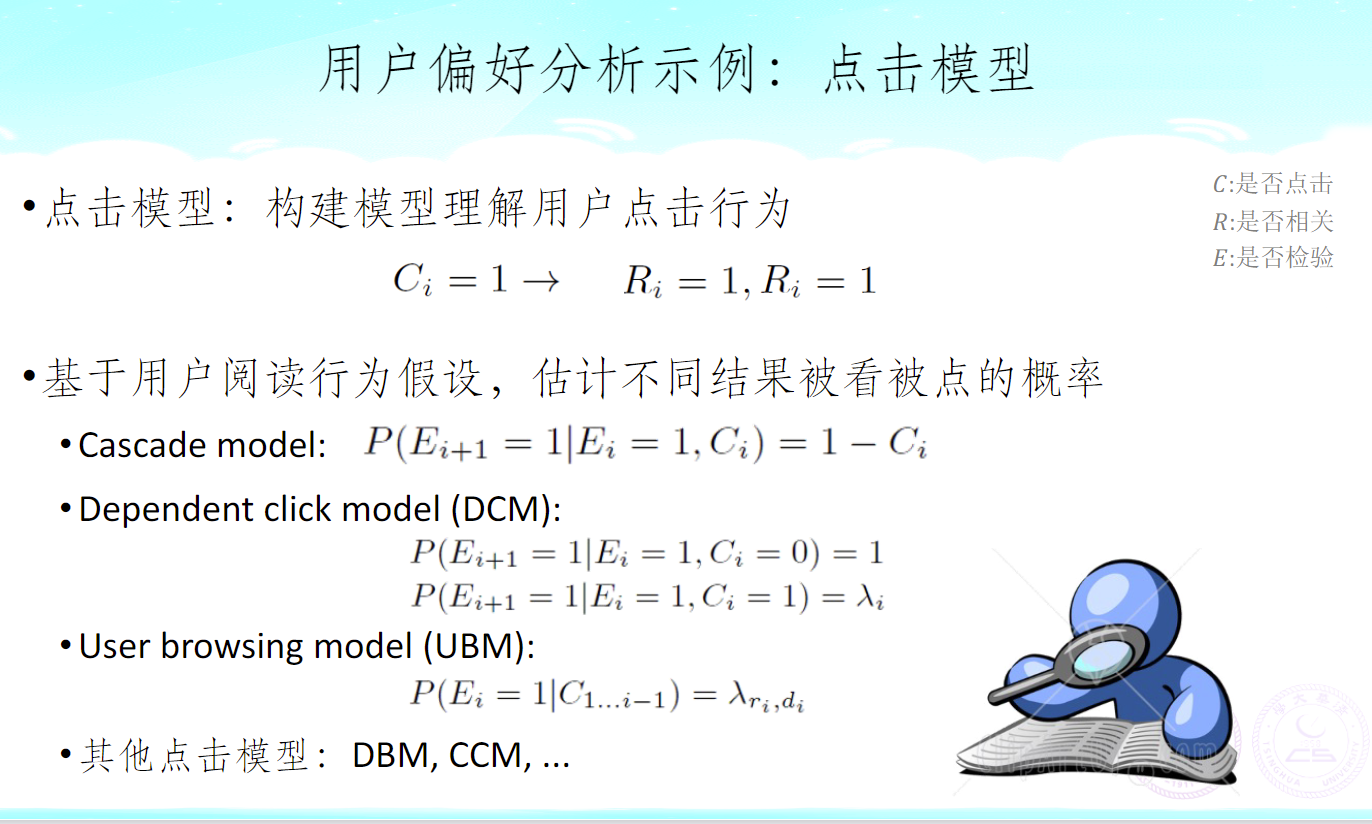 用户偏好分析示例：点击模型
C:是否点击
R:是否相关
E:是否检验
•点击模型：构建模型理解用户点击行为
C_i = 1 → R_i = 1, R_i = 1
•基于用户阅读行为假设，估计不同结果被看被点的概率
•Cascade model: P(E_{i+1} = 1|E_i = 1, C_i) = 1 − C_i
•Dependent click model (DCM):
P(E_{i+1} = 1|E_i = 1, C_i = 0) = 1
P(E_{i+1} = 1|E_i = 1, C_i = 1) = λ_i
•User browsing model (UBM):
P(E_i = 1|C_{1...i−1}) = λ_{r_i,d_i}
•其他点击模型：DBM, CCM, ...